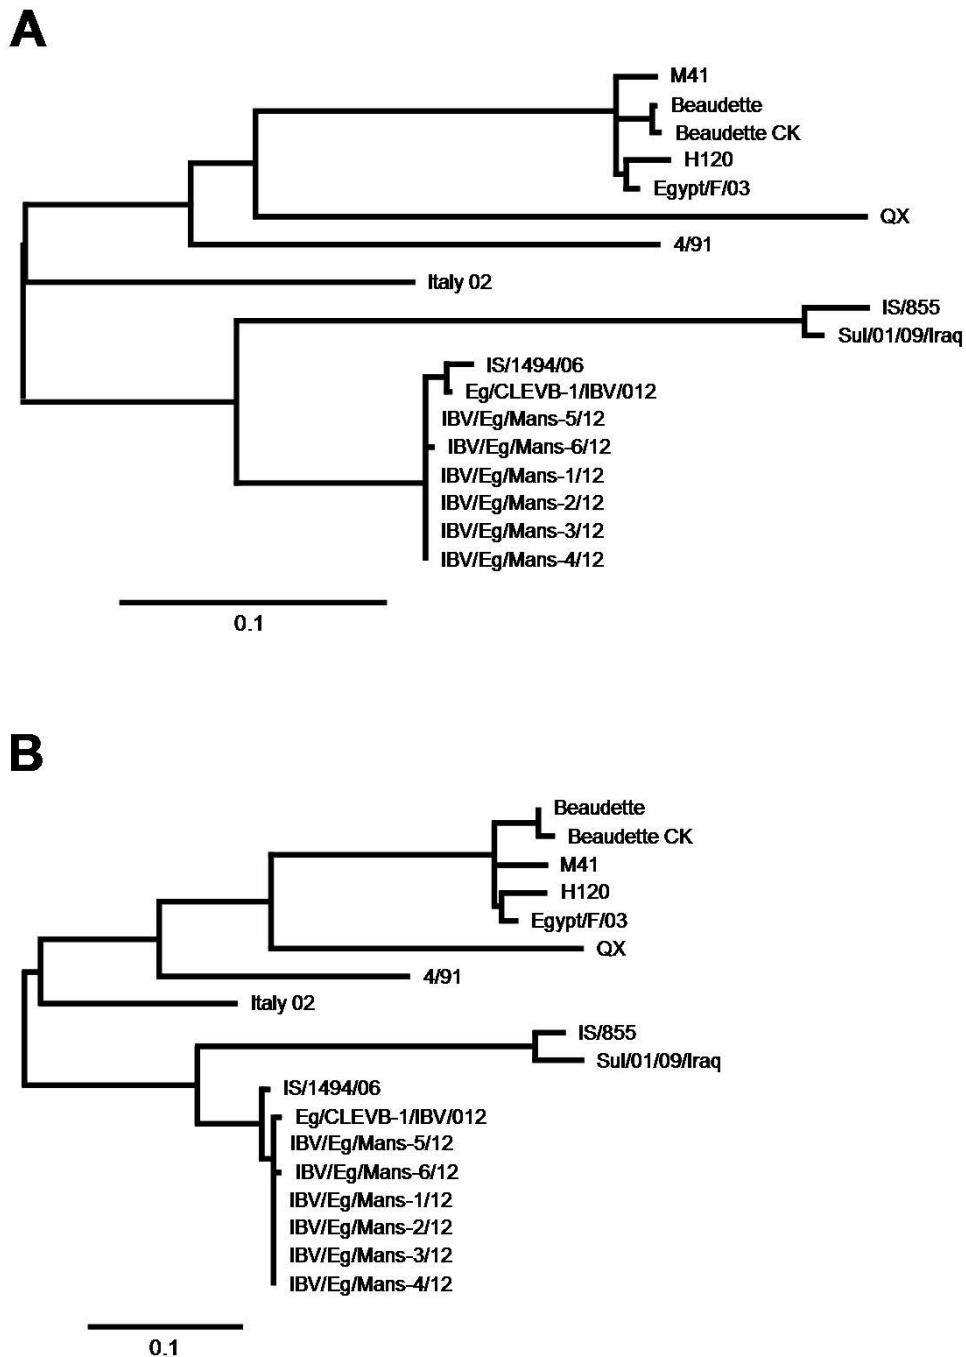 A
M41
Beaudette
Beaudette CK
H120
Egypt/F/03
QX
4/91
Italy 02
IS/855
Sul/01/09/Iraq
IS/1494/06
Eg/CLEVB-1/IBV/012
IBV/Eg/Mans-5/12
IBV/Eg/Mans-6/12
IBV/Eg/Mans-1/12
IBV/Eg/Mans-2/12
IBV/Eg/Mans-3/12
IBV/Eg/Mans-4/12
0.1
B
Beaudette
Beaudette CK
M41
H120
Egypt/F/03
QX
4/91
Italy 02
IS/855
Sul/01/09/Iraq
IS/1494/06
Eg/CLEVB-1/IBV/012
IBV/Eg/Mans-5/12
IBV/Eg/Mans-6/12
IBV/Eg/Mans-1/12
IBV/Eg/Mans-2/12
IBV/Eg/Mans-3/12
IBV/Eg/Mans-4/12
0.1